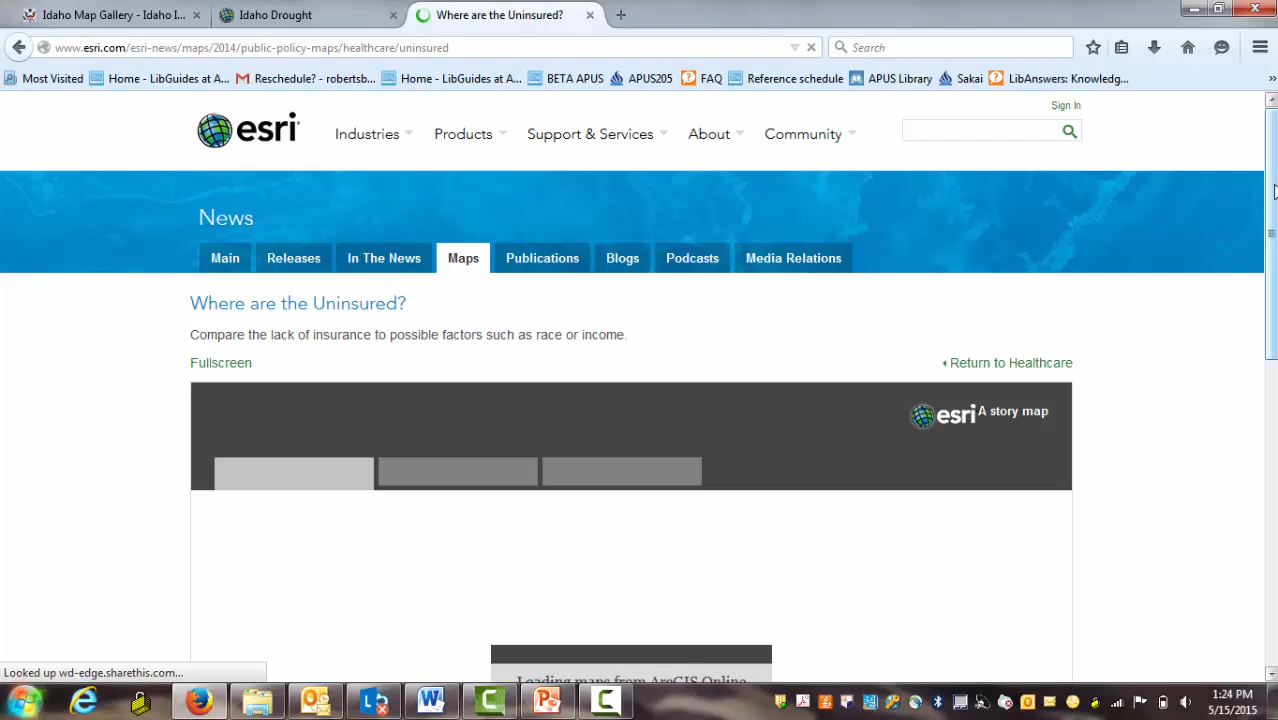 Idaho Map Gallery - Idaho I... × Idaho Drought × Where are the Uninsured? × +
www.esri.com/esri-news/maps/2014/public-policy-maps/healthcare/uninsured Search
Most Visited Home - LibGuides at A... Reschedule? - robertsb... Home - LibGuides at A... BETA APUS APUS205 FAQ Reference schedule APUS Library Sakai LibAnswers: Knowledg... »
Sign In
esri Industries Products Support & Services About Community
News
Main Releases In The News Maps Publications Blogs Podcasts Media Relations
Where are the Uninsured?
Compare the lack of insurance to possible factors such as race or income.
Fullscreen Return to Healthcare
esri A story map
Loading maps from ArcGIS Online
Looked up wd-edge.sharethis.com...
1:24 PM
5/15/2015